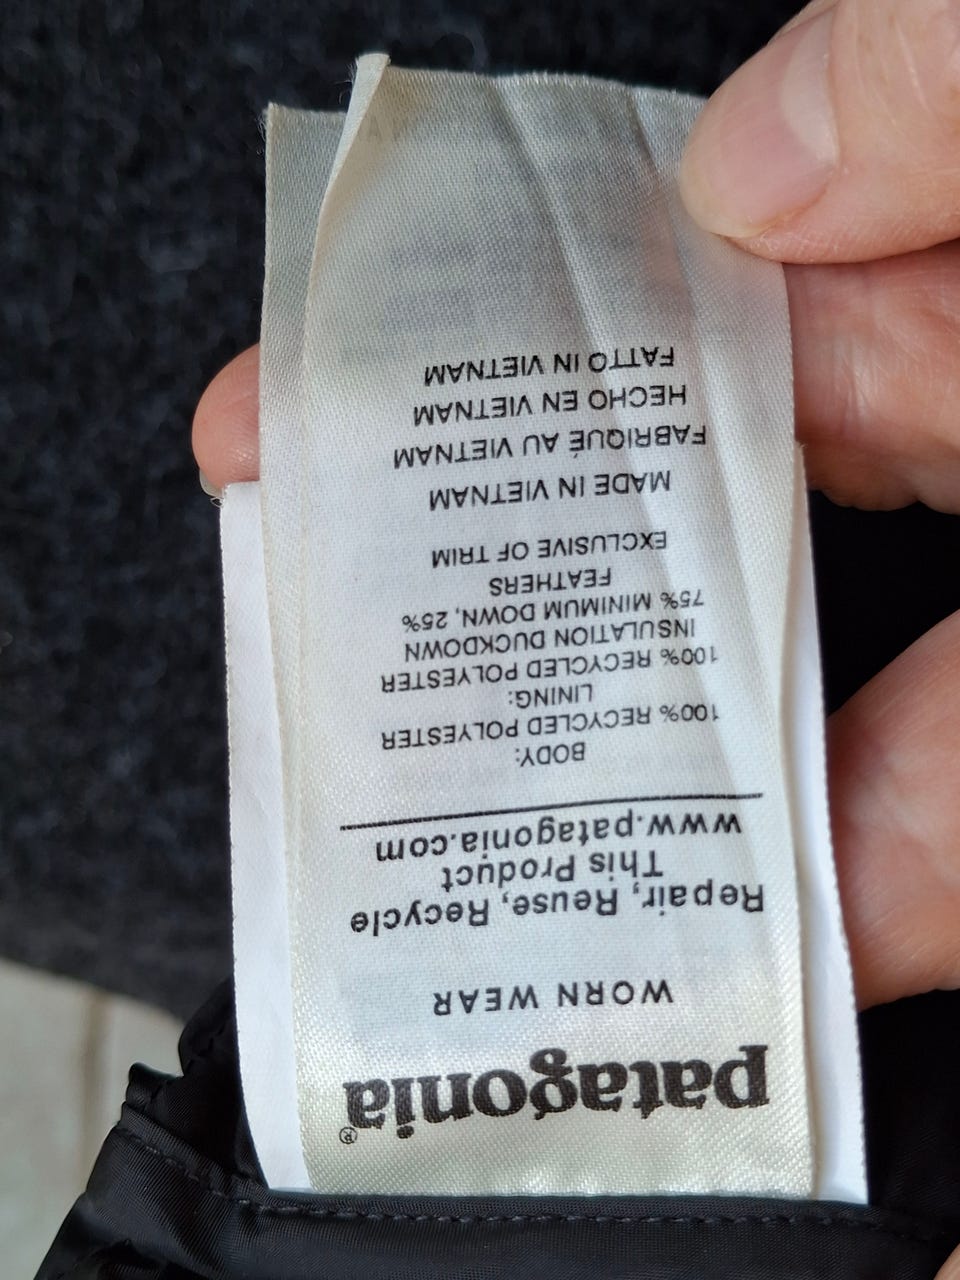 patagonia®
WORN WEAR
Repair, Reuse, Recycle
This Product
www.patagonia.com
BODY:
100% RECYCLED POLYESTER
LINING:
100% RECYCLED POLYESTER
INSULATION DUCKDOWN
75% MINIMUM DOWN, 25%
FEATHERS
EXCLUSIVE OF TRIM
MADE IN VIETNAM
FABRIQUÉ AU VIETNAM
HECHO EN VIETNAM
FATTO IN VIETNAM